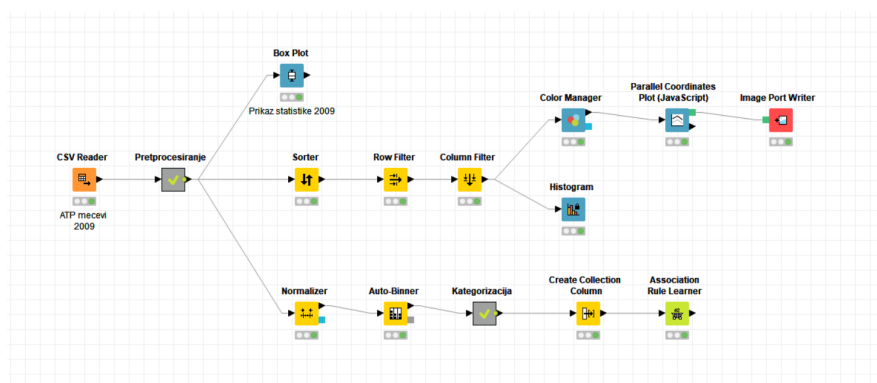 Box Plot
Prikaz statistike 2009
Color Manager
Parallel Coordinates
Plot (JavaScript)
Image Port Writer
CSV Reader
ATP mecevi
2009
Pretprocesiranje
Sorter
Row Filter
Column Filter
Histogram
Normalizer
Auto-Binner
Kategorizacija
Create Collection
Column
Association
Rule Learner